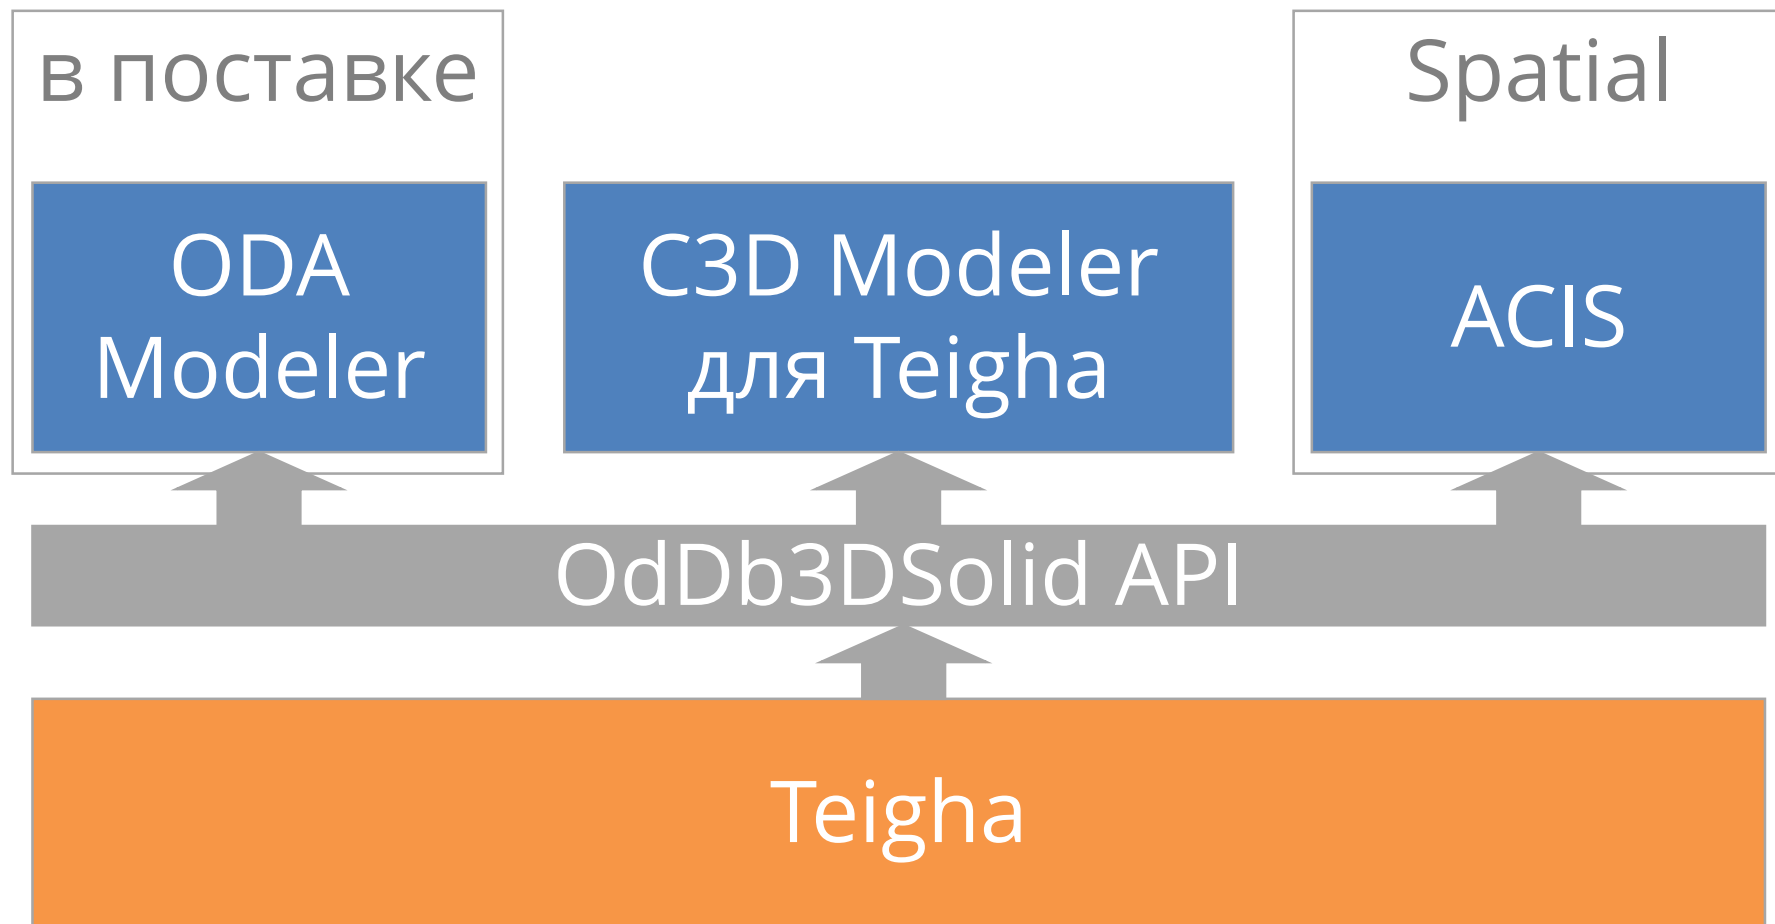 в поставке
Spatial
ODA
Modeler
C3D Modeler
для Teigha
ACIS
OdDb3DSolid API
Teigha